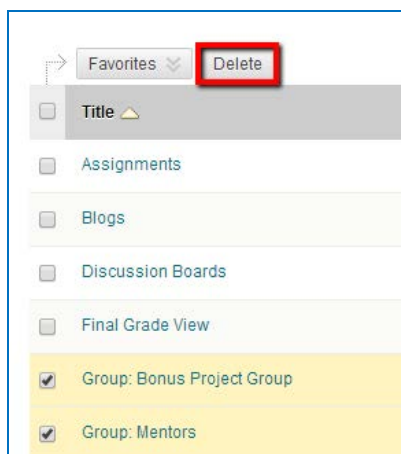 Favorites Delete
Title
Assignments
Blogs
Discussion Boards
Final Grade View
Group: Bonus Project Group
Group: Mentors